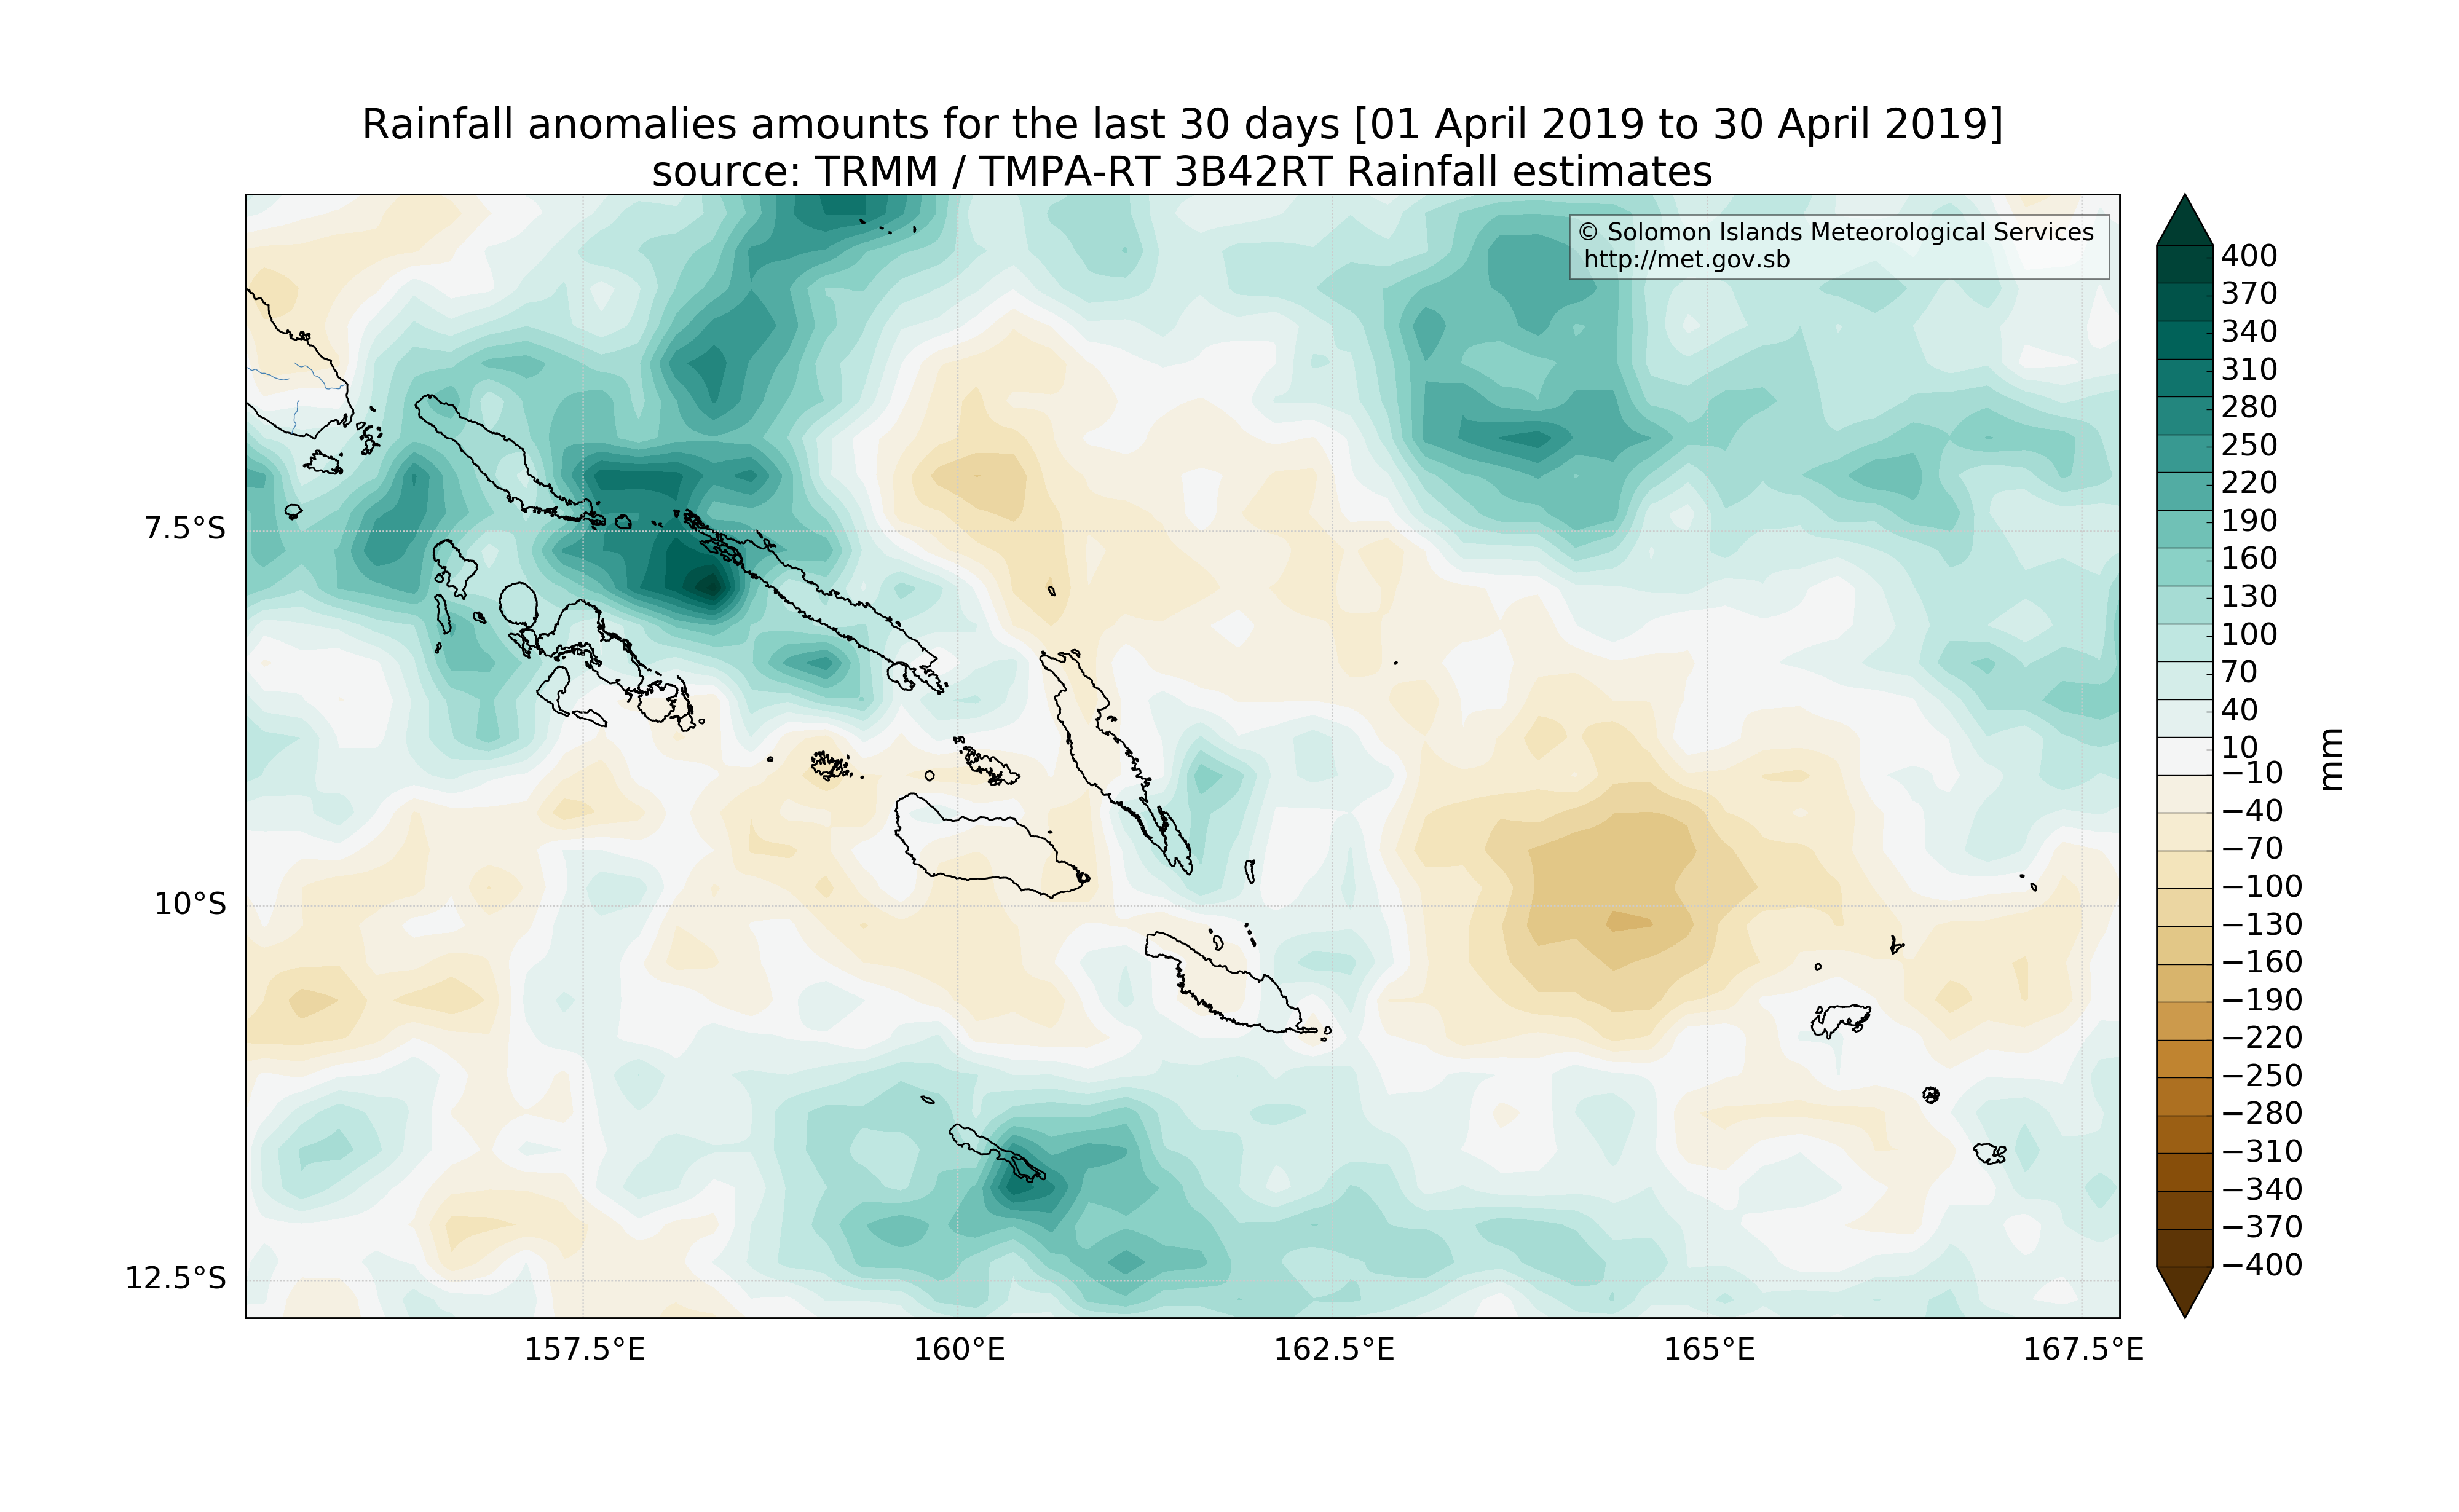 Rainfall anomalies amounts for the last 30 days [01 April 2019 to 30 April 2019]
source: TRMM / TMPA-RT 3B42RT Rainfall estimates
© Solomon Islands Meteorological Services
http://met.gov.sb
7.5°S
10°S
12.5°S
157.5°E
160°E
162.5°E
165°E
167.5°E
400
370
340
310
280
250
220
190
160
130
100
70
40
10
−10
−40
−70
−100
−130
−160
−190
−220
−250
−280
−310
−340
−370
−400
mm